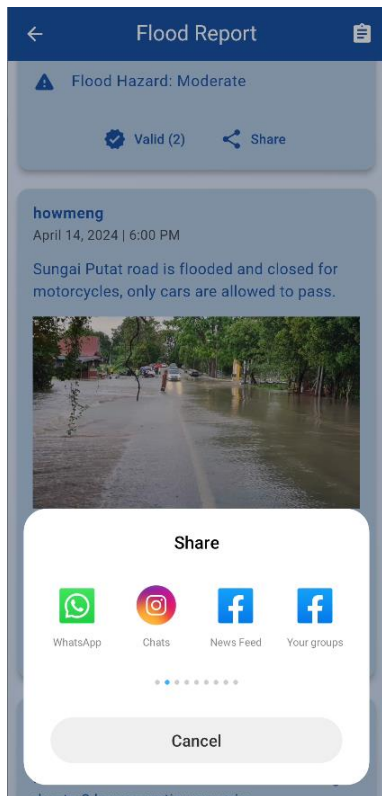 Flood Report
Flood Hazard: Moderate
Valid (2) Share
howmeng
April 14, 2024 | 6:00 PM
Sungai Putat road is flooded and closed for
motorcycles, only cars are allowed to pass.
Share
WhatsApp Chats News Feed Your groups
Cancel